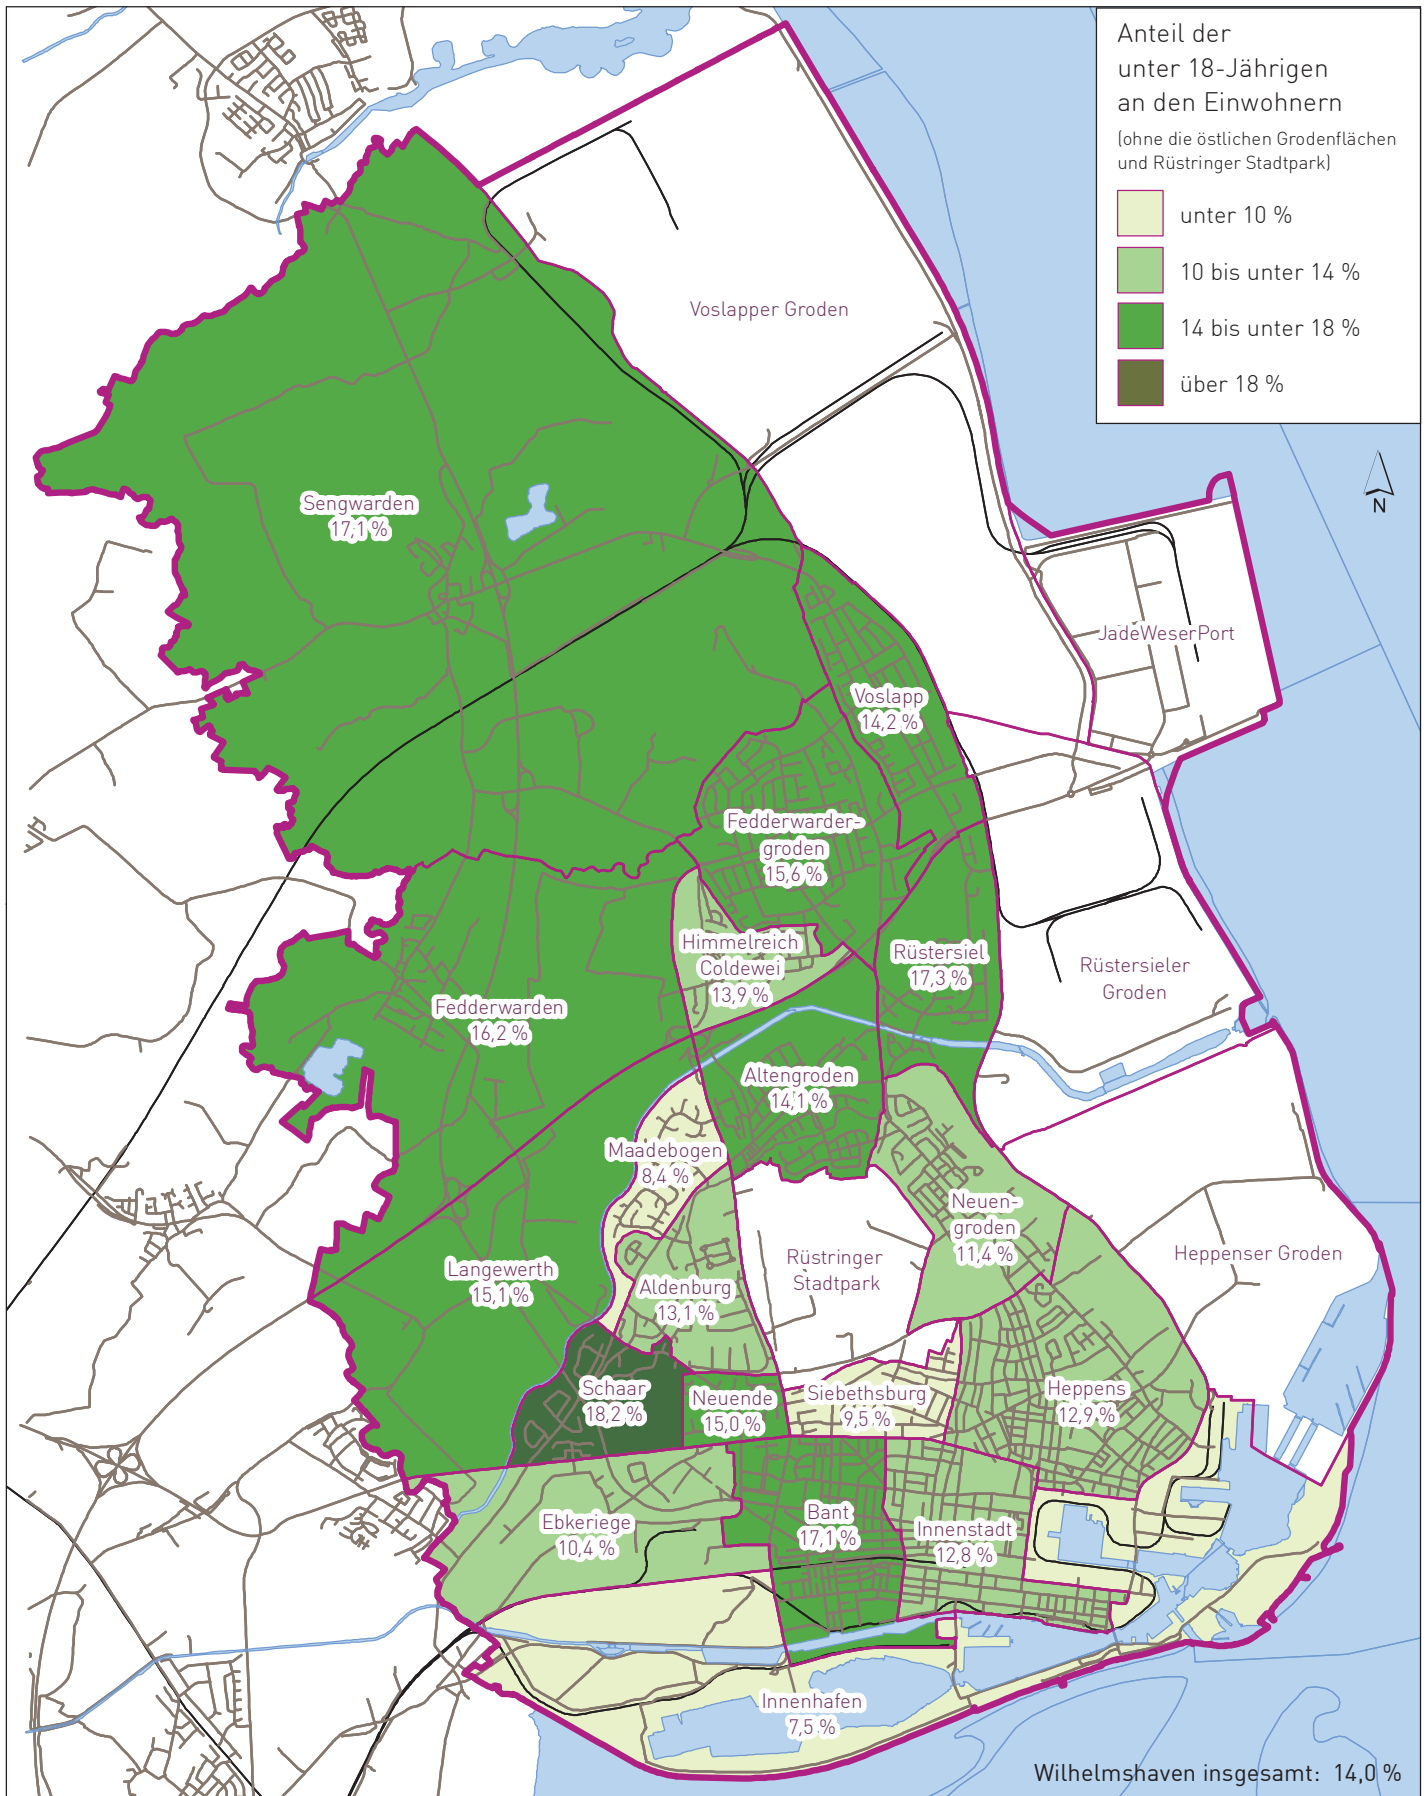 Anteil der
unter 18-Jährigen
an den Einwohnern
(ohne die östlichen Grodenflächen
und Rüstringer Stadtpark)
unter 10 %
10 bis unter 14 %
14 bis unter 18 %
über 18 %
N
Voslapper Groden
Sengwarden
17,1 %
JadeWeserPort
Voslapp
14,2 %
Fedderwarder-
groden
15,6 %
Himmelreich
Coldewei
13,9 %
Rüstersiel
17,3 %
Rüstersieler
Groden
Fedderwarden
16,2 %
Altengroden
14,1 %
Maadebogen
8,4 %
Neuen-
groden
11,4 %
Rüstringer
Stadtpark
Heppenser Groden
Langewerth
15,1 %
Aldenburg
13,1 %
Schaar
18,2 %
Neuende
15,0 %
Siebethsburg
9,5 %
Heppens
12,9 %
Ebkeriege
10,4 %
Bant
17,1 %
Innenstadt
12,8 %
Innenhafen
7,5 %
Wilhelmshaven insgesamt: 14,0 %